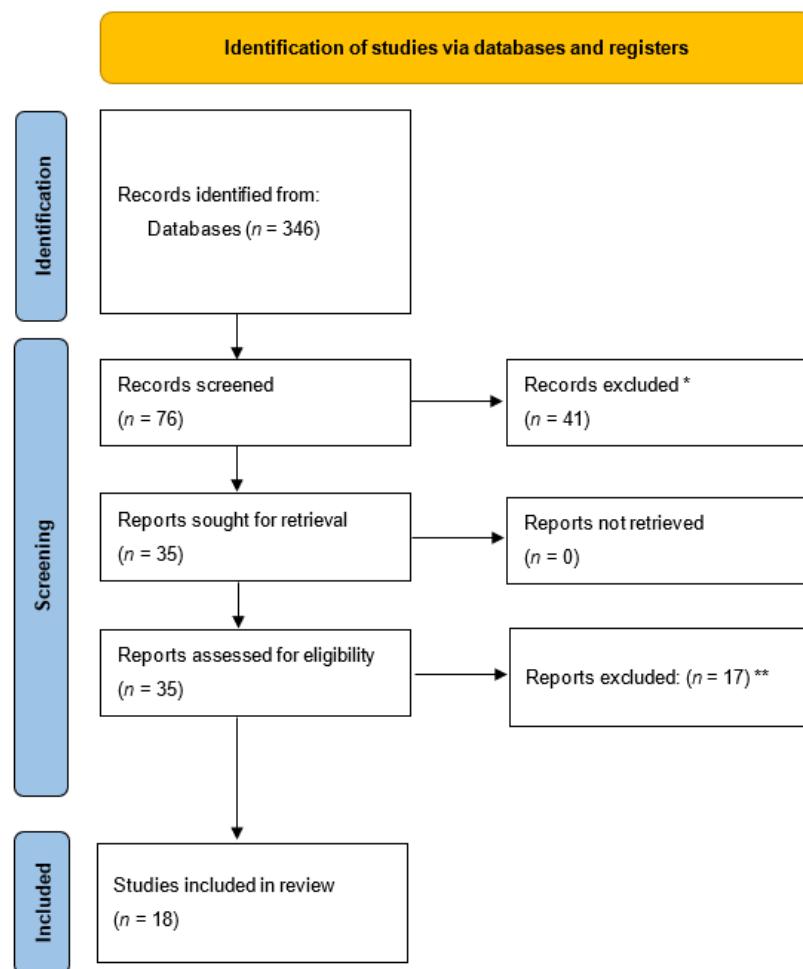 Identification of studies via databases and registers
Identification
Records identified from:
Databases (n = 346)
Screening
Records screened
(n = 76)
Records excluded *
(n = 41)
Reports sought for retrieval
(n = 35)
Reports not retrieved
(n = 0)
Reports assessed for eligibility
(n = 35)
Reports excluded: (n = 17) **
Included
Studies included in review
(n = 18)